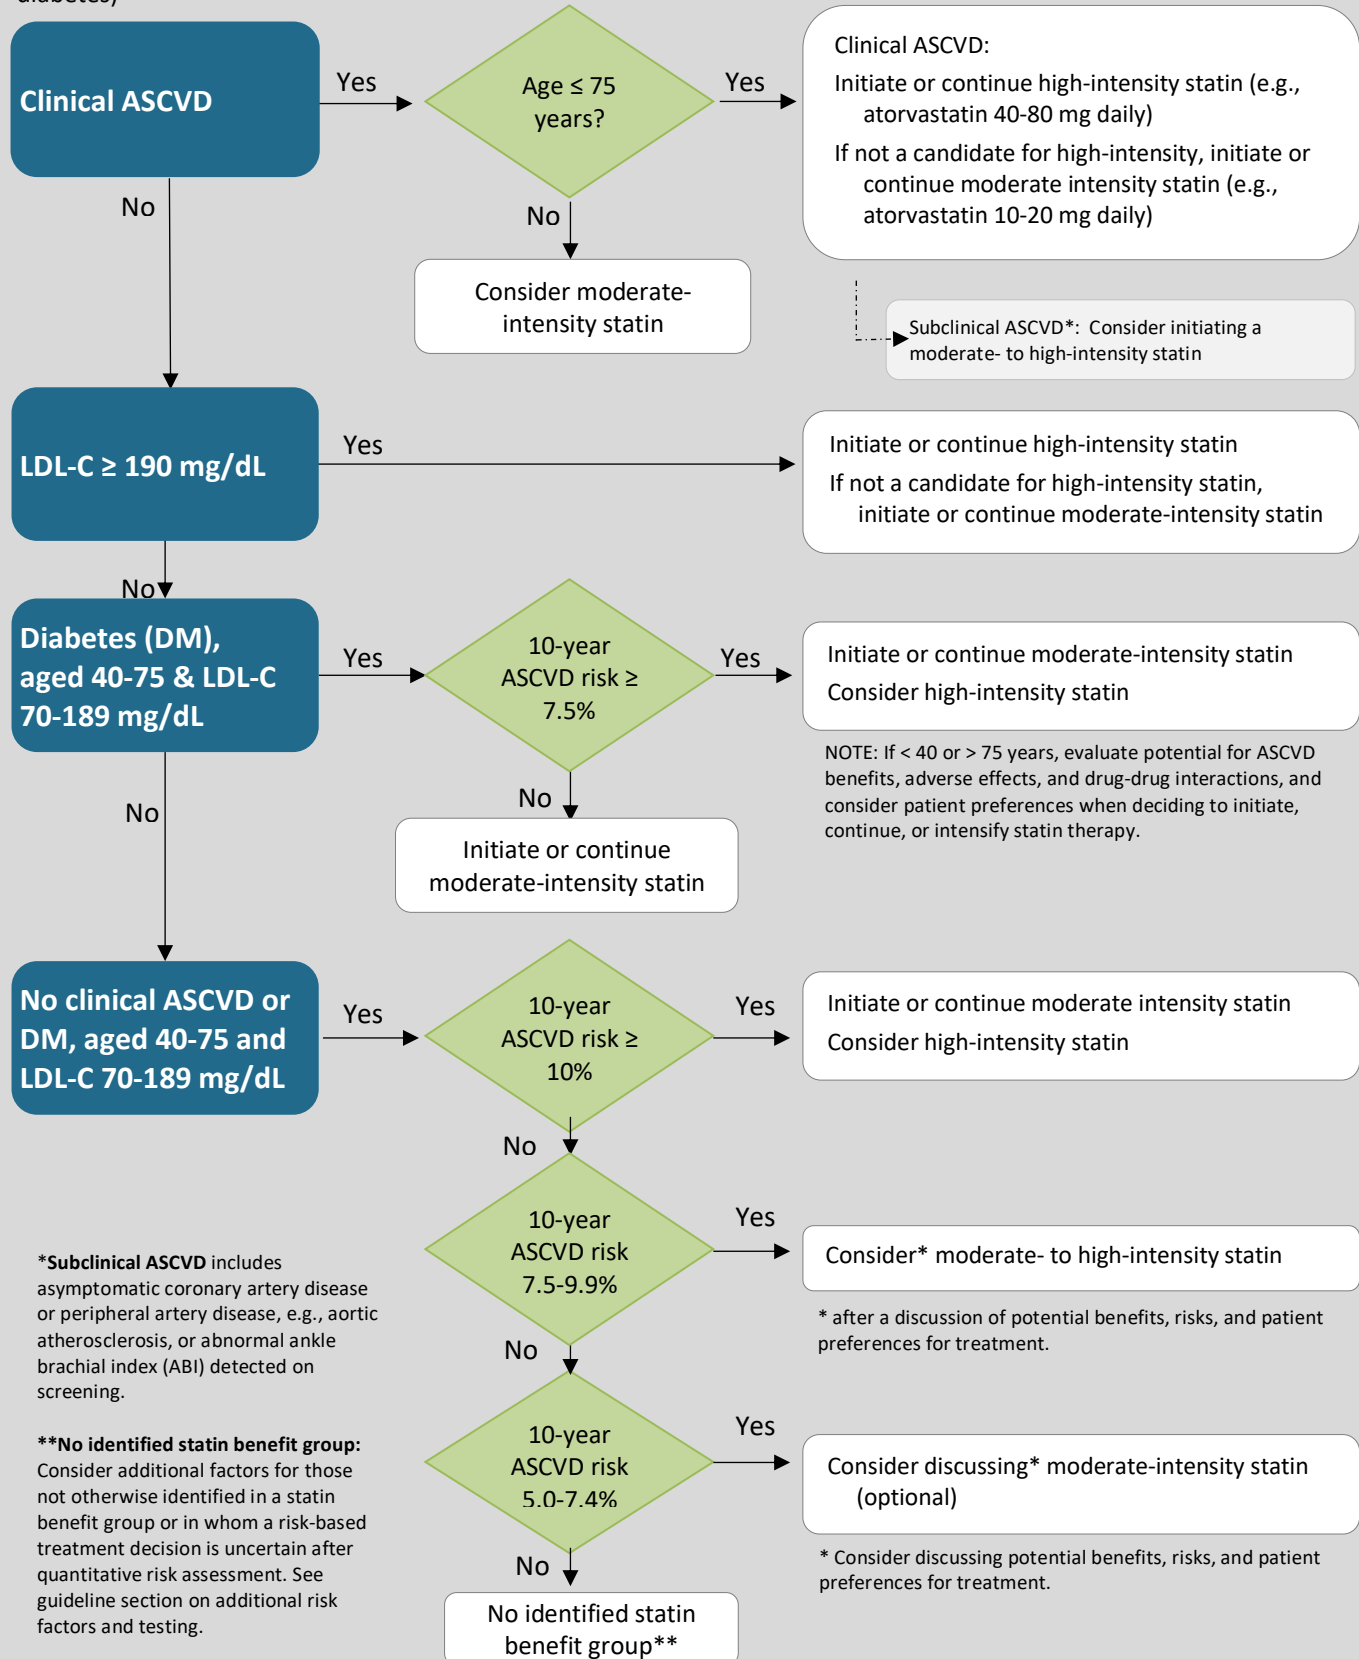 diabetes)
Clinical ASCVD
Yes
Age ≤ 75
years?
Yes
Clinical ASCVD:
Initiate or continue high-intensity statin (e.g.,
atorvastatin 40-80 mg daily)
If not a candidate for high-intensity, initiate or
continue moderate intensity statin (e.g.,
atorvastatin 10-20 mg daily)
No
No
Consider moderate-
intensity statin
Subclinical ASCVD*: Consider initiating a
moderate- to high-intensity statin
LDL-C ≥ 190 mg/dL
Yes
Initiate or continue high-intensity statin
If not a candidate for high-intensity statin,
initiate or continue moderate-intensity statin
No
Diabetes (DM),
aged 40-75 & LDL-C
70-189 mg/dL
Yes
10-year
ASCVD risk ≥
7.5%
Yes
Initiate or continue moderate-intensity statin
Consider high-intensity statin
NOTE: If < 40 or > 75 years, evaluate potential for ASCVD
benefits, adverse effects, and drug-drug interactions, and
consider patient preferences when deciding to initiate,
continue, or intensify statin therapy.
No
No
Initiate or continue
moderate-intensity statin
No clinical ASCVD or
DM, aged 40-75 and
LDL-C 70-189 mg/dL
Yes
10-year
ASCVD risk ≥
10%
Yes
Initiate or continue moderate intensity statin
Consider high-intensity statin
No
10-year
ASCVD risk
7.5-9.9%
Yes
Consider* moderate- to high-intensity statin
* after a discussion of potential benefits, risks, and patient
preferences for treatment.
*Subclinical ASCVD includes
asymptomatic coronary artery disease
or peripheral artery disease, e.g., aortic
atherosclerosis, or abnormal ankle
brachial index (ABI) detected on
screening.
No
10-year
ASCVD risk
5.0-7.4%
Yes
Consider discussing* moderate-intensity statin
(optional)
* Consider discussing potential benefits, risks, and patient
preferences for treatment.
**No identified statin benefit group:
Consider additional factors for those
not otherwise identified in a statin
benefit group or in whom a risk-based
treatment decision is uncertain after
quantitative risk assessment. See
guideline section on additional risk
factors and testing.
No
No identified statin
benefit group**